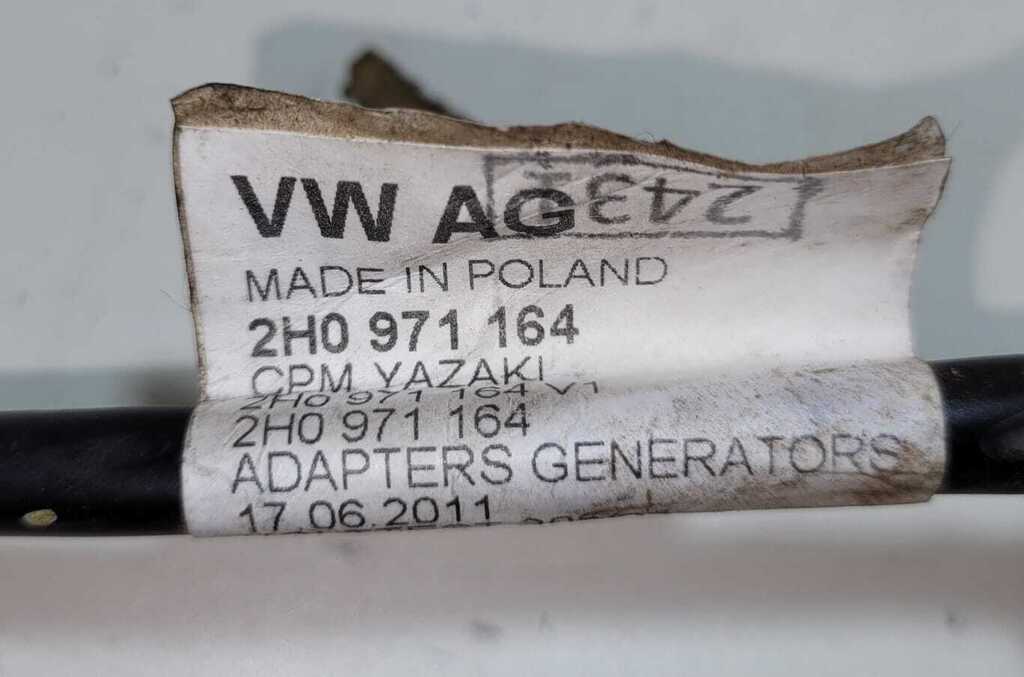 VW AG
2431
MADE IN POLAND
2H0 971 164
CPM YAZAKI
2H0 971 164 V1
2H0 971 164
ADAPTERS GENERATORS
17.06.2011